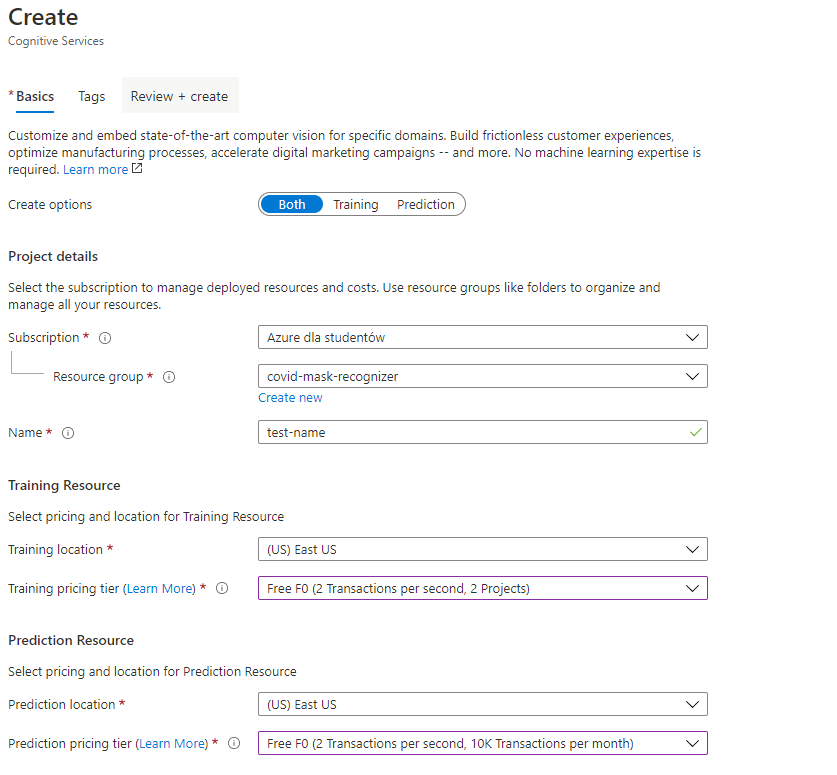 Create
Cognitive Services
* Basics Tags Review + create
Customize and embed state-of-the-art computer vision for specific domains. Build frictionless customer experiences,
optimize manufacturing processes, accelerate digital marketing campaigns -- and more. No machine learning expertise is
required. Learn more
Create options Both Training Prediction
Project details
Select the subscription to manage deployed resources and costs. Use resource groups like folders to organize and
manage all your resources.
Subscription * Azure dla studentów
Resource group * covid-mask-recognizer
Create new
Name * test-name
Training Resource
Select pricing and location for Training Resource
Training location * (US) East US
Training pricing tier (Learn More) * Free F0 (2 Transactions per second, 2 Projects)
Prediction Resource
Select pricing and location for Prediction Resource
Prediction location * (US) East US
Prediction pricing tier (Learn More) * Free F0 (2 Transactions per second, 10K Transactions per month)